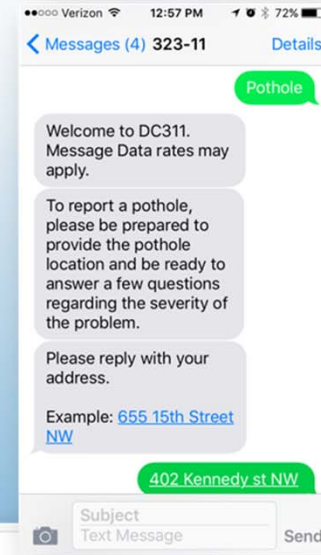 Verizon 12:57 PM 72%
Messages (4) 323-11 Details
Pothole
Welcome to DC311.
Message Data rates may
apply.
To report a pothole,
please be prepared to
provide the pothole
location and be ready to
answer a few questions
regarding the severity of
the problem.
Please reply with your
address.
Example: 655 15th Street
NW
402 Kennedy st NW
Subject
Text Message Send